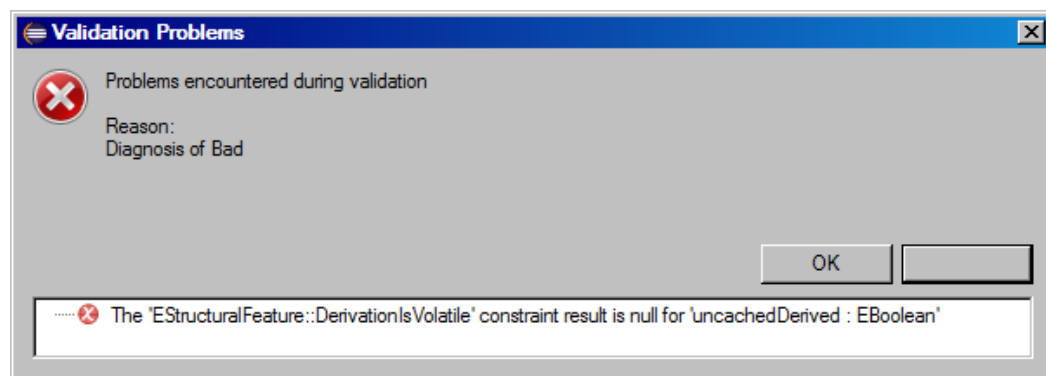 Validation Problems
Problems encountered during validation
Reason:
Diagnosis of Bad
OK
The 'EStructuralFeature::DerivationIsVolatile' constraint result is null for 'uncachedDerived : EBoolean'